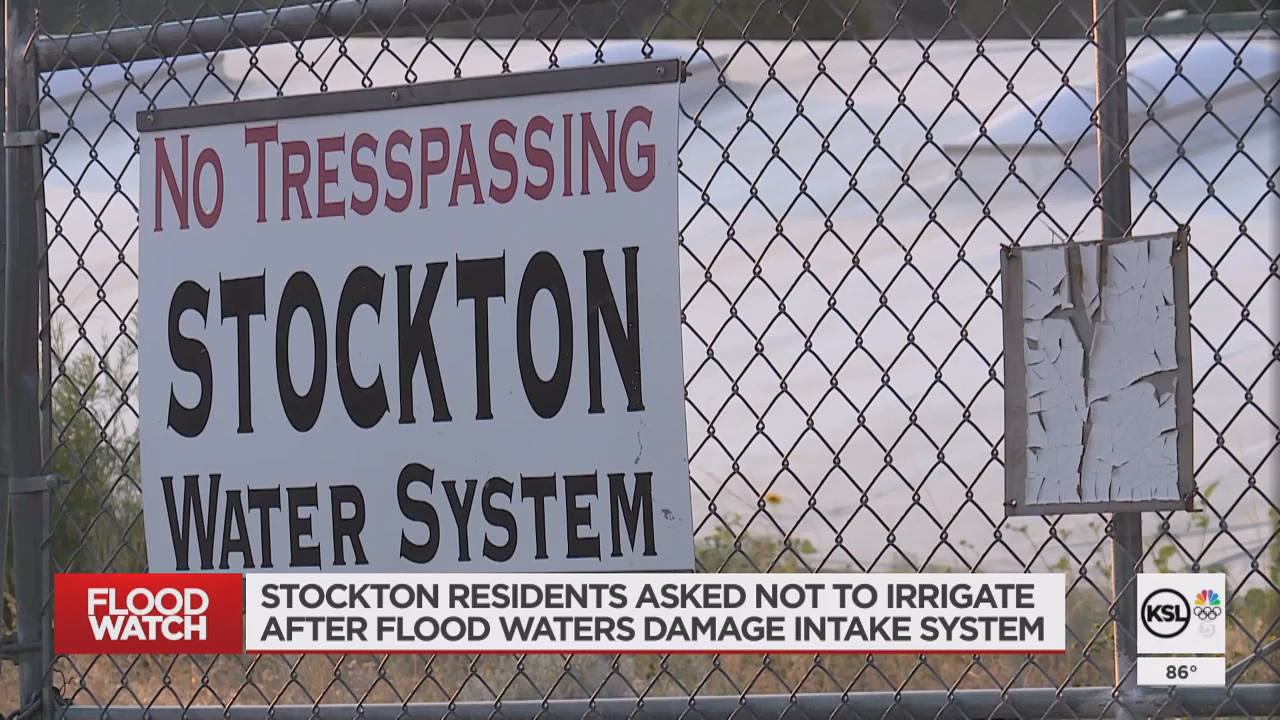 NO TRESSPASSING
STOCKTON
WATER SYSTEM
FLOOD
WATCH
STOCKTON RESIDENTS ASKED NOT TO IRRIGATE
AFTER FLOOD WATERS DAMAGE INTAKE SYSTEM
KSL
5
86°